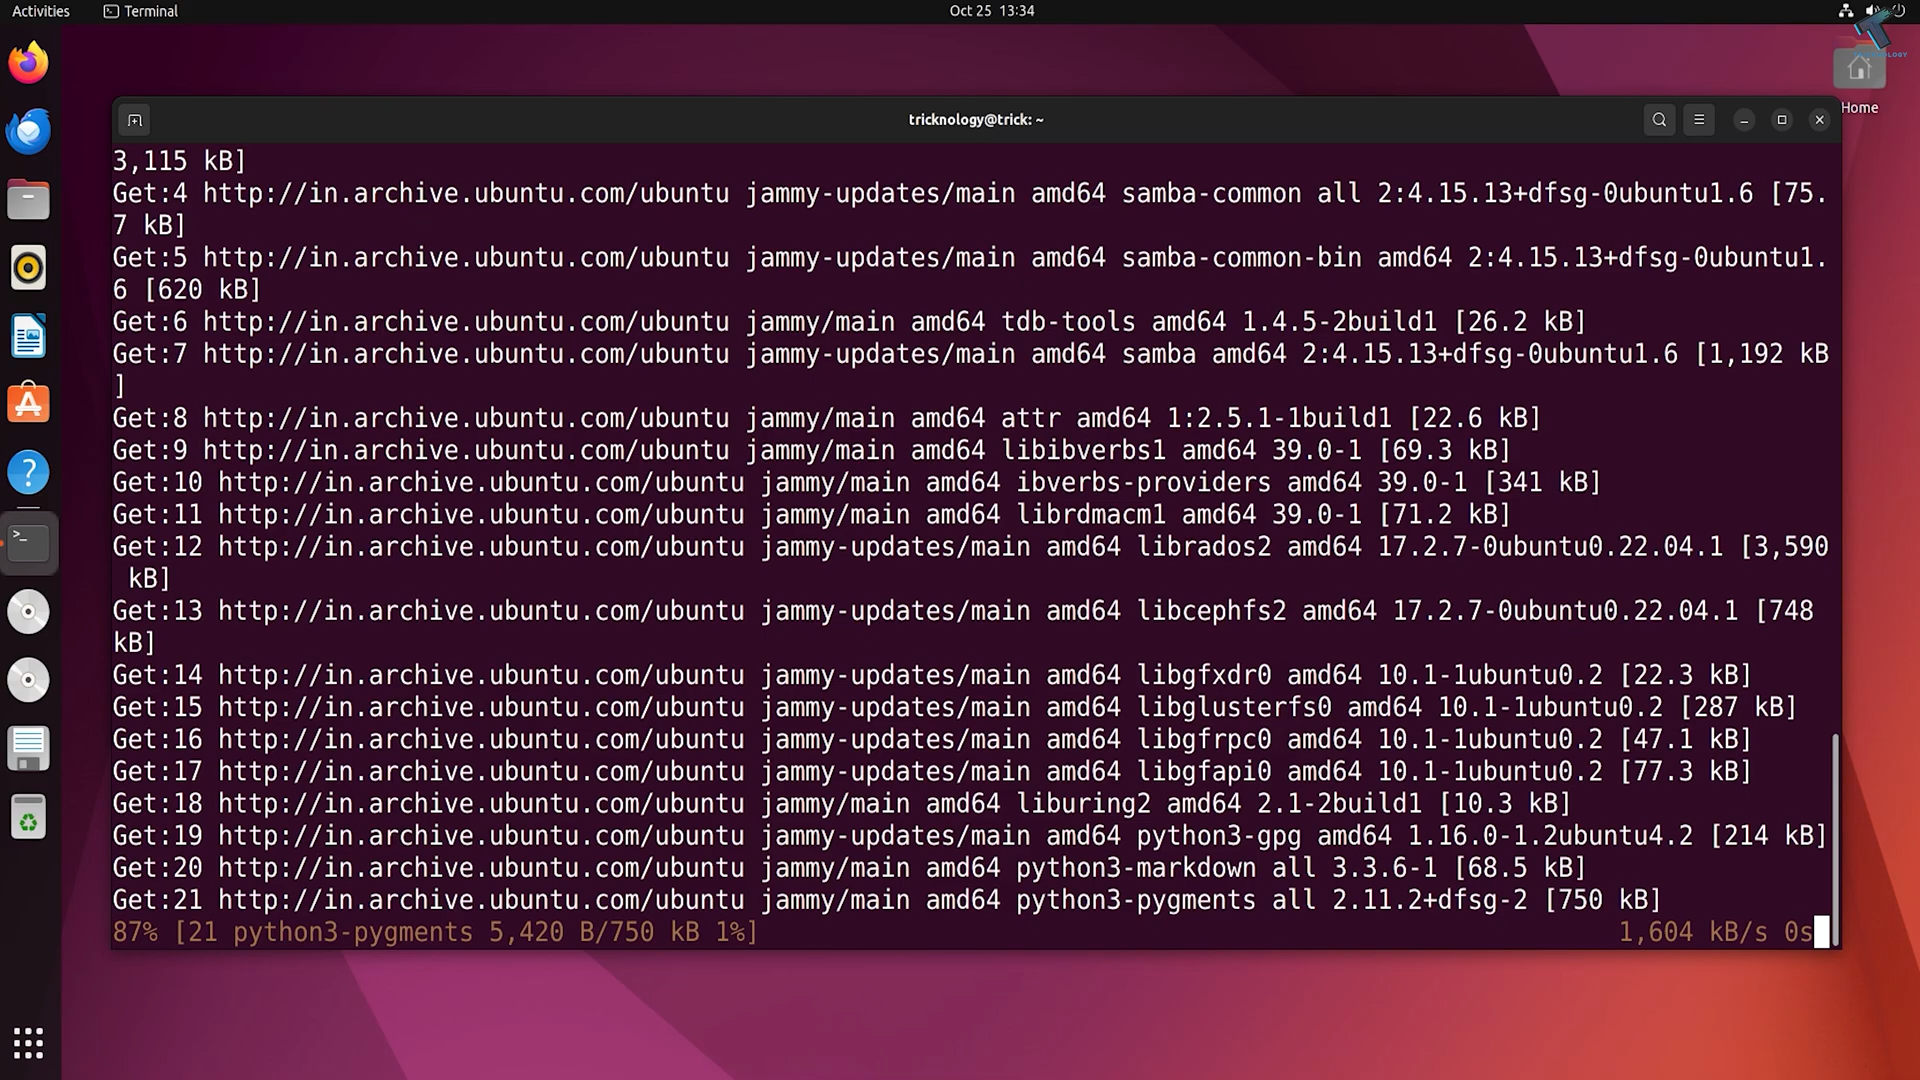 Activities
Terminal
Oct 25 13:34
Home
tricknology@trick: ~
3,115 kB]
Get:4 http://in.archive.ubuntu.com/ubuntu jammy-updates/main amd64 samba-common all 2:4.15.13+dfsg-0ubuntu1.6 [75.
7 kB]
Get:5 http://in.archive.ubuntu.com/ubuntu jammy-updates/main amd64 samba-common-bin amd64 2:4.15.13+dfsg-0ubuntu1.
6 [620 kB]
Get:6 http://in.archive.ubuntu.com/ubuntu jammy/main amd64 tdb-tools amd64 1.4.5-2build1 [26.2 kB]
Get:7 http://in.archive.ubuntu.com/ubuntu jammy-updates/main amd64 samba amd64 2:4.15.13+dfsg-0ubuntu1.6 [1,192 kB
]
Get:8 http://in.archive.ubuntu.com/ubuntu jammy/main amd64 attr amd64 1:2.5.1-1build1 [22.6 kB]
Get:9 http://in.archive.ubuntu.com/ubuntu jammy/main amd64 libibverbs1 amd64 39.0-1 [69.3 kB]
Get:10 http://in.archive.ubuntu.com/ubuntu jammy/main amd64 ibverbs-providers amd64 39.0-1 [341 kB]
Get:11 http://in.archive.ubuntu.com/ubuntu jammy/main amd64 librdmacm1 amd64 39.0-1 [71.2 kB]
Get:12 http://in.archive.ubuntu.com/ubuntu jammy-updates/main amd64 librados2 amd64 17.2.7-0ubuntu0.22.04.1 [3,590
kB]
Get:13 http://in.archive.ubuntu.com/ubuntu jammy-updates/main amd64 libcephfs2 amd64 17.2.7-0ubuntu0.22.04.1 [748
kB]
Get:14 http://in.archive.ubuntu.com/ubuntu jammy-updates/main amd64 libgfxdr0 amd64 10.1-1ubuntu0.2 [22.3 kB]
Get:15 http://in.archive.ubuntu.com/ubuntu jammy-updates/main amd64 libglusterfs0 amd64 10.1-1ubuntu0.2 [287 kB]
Get:16 http://in.archive.ubuntu.com/ubuntu jammy-updates/main amd64 libgfrpc0 amd64 10.1-1ubuntu0.2 [47.1 kB]
Get:17 http://in.archive.ubuntu.com/ubuntu jammy-updates/main amd64 libgfapi0 amd64 10.1-1ubuntu0.2 [77.3 kB]
Get:18 http://in.archive.ubuntu.com/ubuntu jammy/main amd64 liburing2 amd64 2.1-2build1 [10.3 kB]
Get:19 http://in.archive.ubuntu.com/ubuntu jammy-updates/main amd64 python3-gpg amd64 1.16.0-1.2ubuntu4.2 [214 kB]
Get:20 http://in.archive.ubuntu.com/ubuntu jammy/main amd64 python3-markdown all 3.3.6-1 [68.5 kB]
Get:21 http://in.archive.ubuntu.com/ubuntu jammy/main amd64 python3-pygments all 2.11.2+dfsg-2 [750 kB]
87% [21 python3-pygments 5,420 B/750 kB 1%] 1,604 kB/s 0s